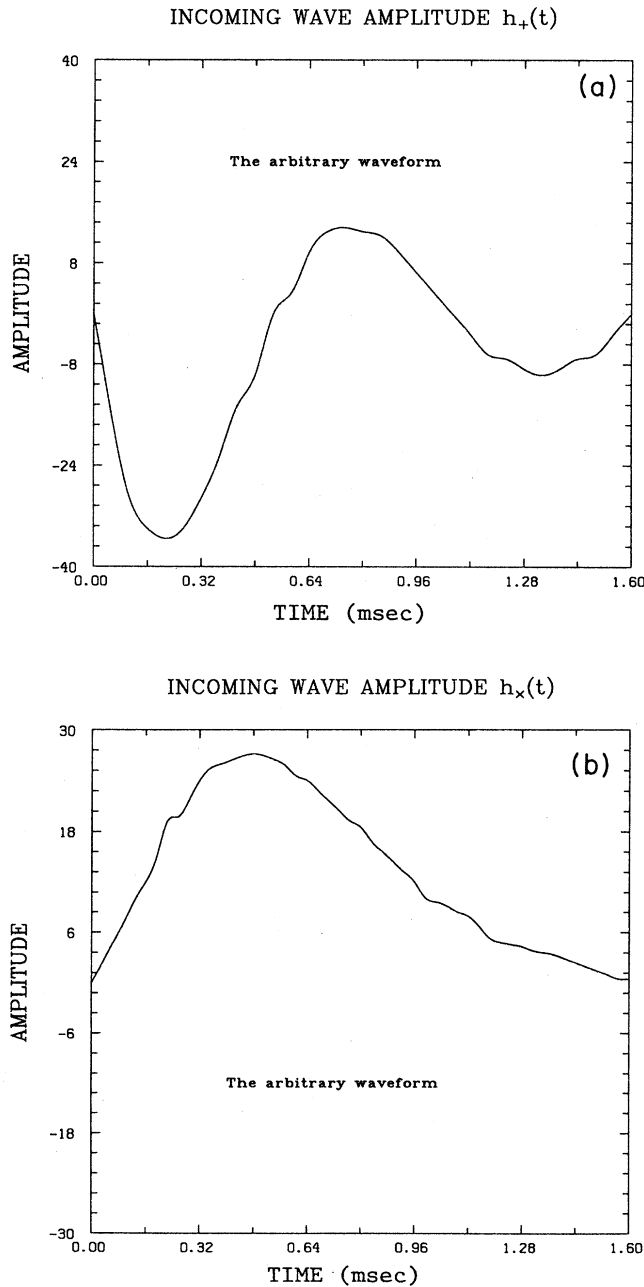 INCOMING WAVE AMPLITUDE h₊(t)
40
(a)
24
The arbitrary waveform
8
AMPLITUDE
-8
-24
-40
0.00 0.32 0.64 0.96 1.28 1.60
TIME (msec)
INCOMING WAVE AMPLITUDE hₓ(t)
30
(b)
18
6
AMPLITUDE
-6
The arbitrary waveform
-18
-30
0.00 0.32 0.64 0.96 1.28 1.60
TIME (msec)